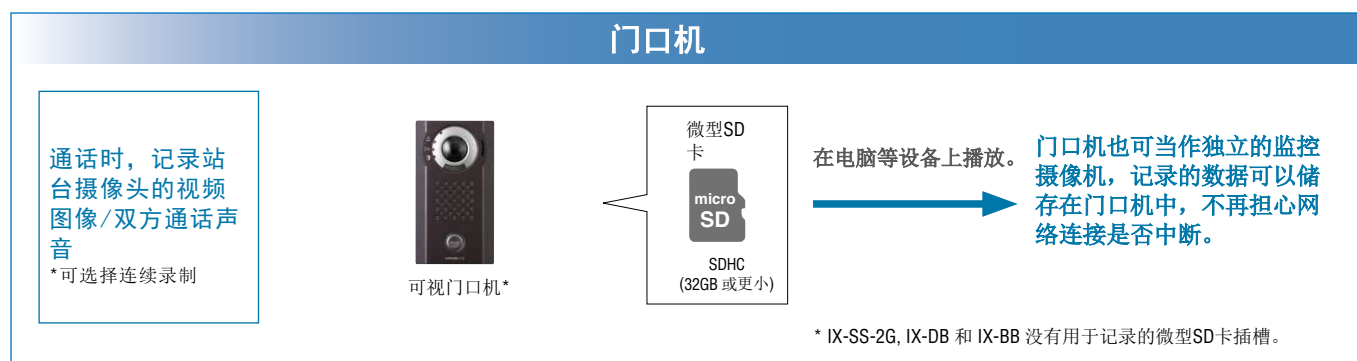 门口机
通话时，记录站
台摄像头的视频
图像/双方通话声
音
*可选择连续录制
可视门口机*
微型SD
卡
micro
SD
SDHC
(32GB 或更小)
在电脑等设备上播放。
门口机也可当作独立的监控
摄像机，记录的数据可以储
存在门口机中，不再担心网
络连接是否中断。
* IX-SS-2G, IX-DB 和 IX-BB 没有用于记录的微型SD卡插槽。